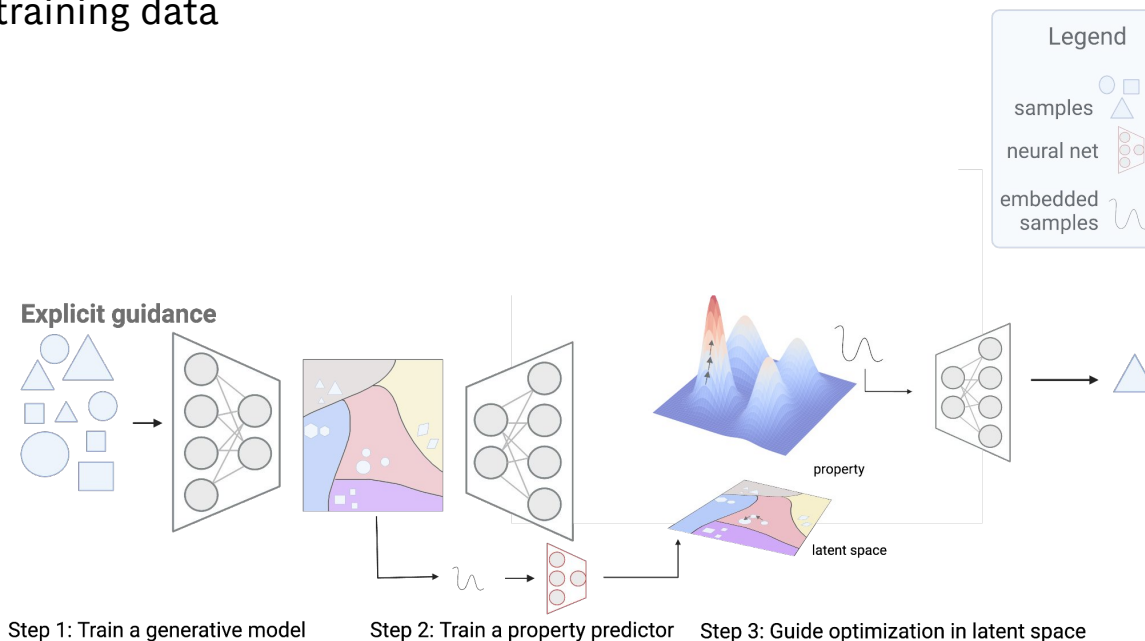 training data
Legend
samples
neural net
embedded
samples
Explicit guidance
property
latent space
Step 1: Train a generative model
Step 2: Train a property predictor
Step 3: Guide optimization in latent space